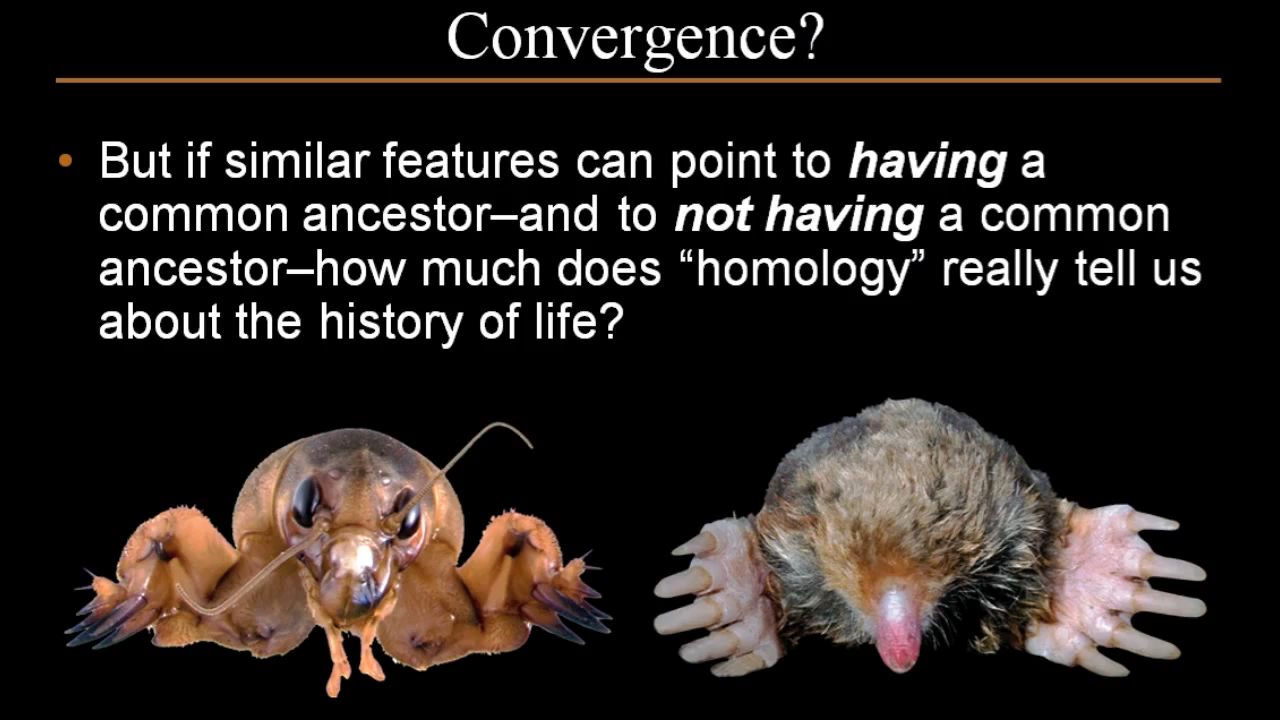 Convergence?
• But if similar features can point to having a
common ancestor–and to not having a common
ancestor–how much does “homology” really tell us
about the history of life?